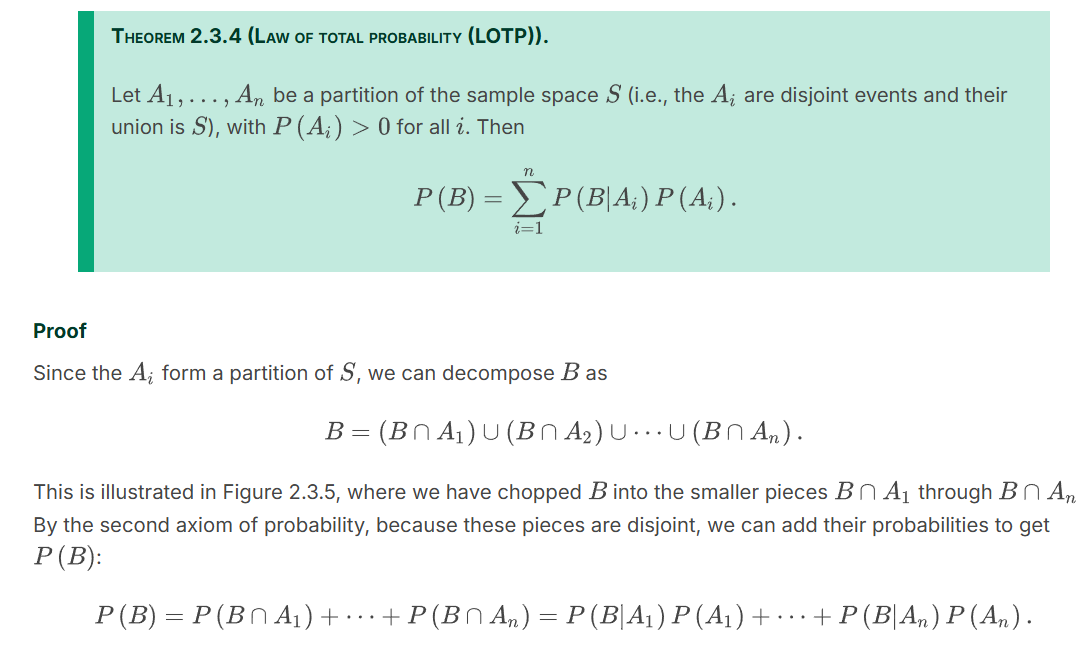 THEOREM 2.3.4 (LAW OF TOTAL PROBABILITY (LOTP)).
Let $A_1, \ldots, A_n$ be a partition of the sample space $S$ (i.e., the $A_i$ are disjoint events and their
union is $S$), with $P(A_i) > 0$ for all $i$. Then
$P(B) = \sum_{i=1}^{n} P(B|A_i) P(A_i).$
Proof
Since the $A_i$ form a partition of $S$, we can decompose $B$ as
$B = (B \cap A_1) \cup (B \cap A_2) \cup \cdots \cup (B \cap A_n).$
This is illustrated in Figure 2.3.5, where we have chopped $B$ into the smaller pieces $B \cap A_1$ through $B \cap A_n$
By the second axiom of probability, because these pieces are disjoint, we can add their probabilities to get
$P(B)$:
$P(B) = P(B \cap A_1) + \cdots + P(B \cap A_n) = P(B|A_1) P(A_1) + \cdots + P(B|A_n) P(A_n).$